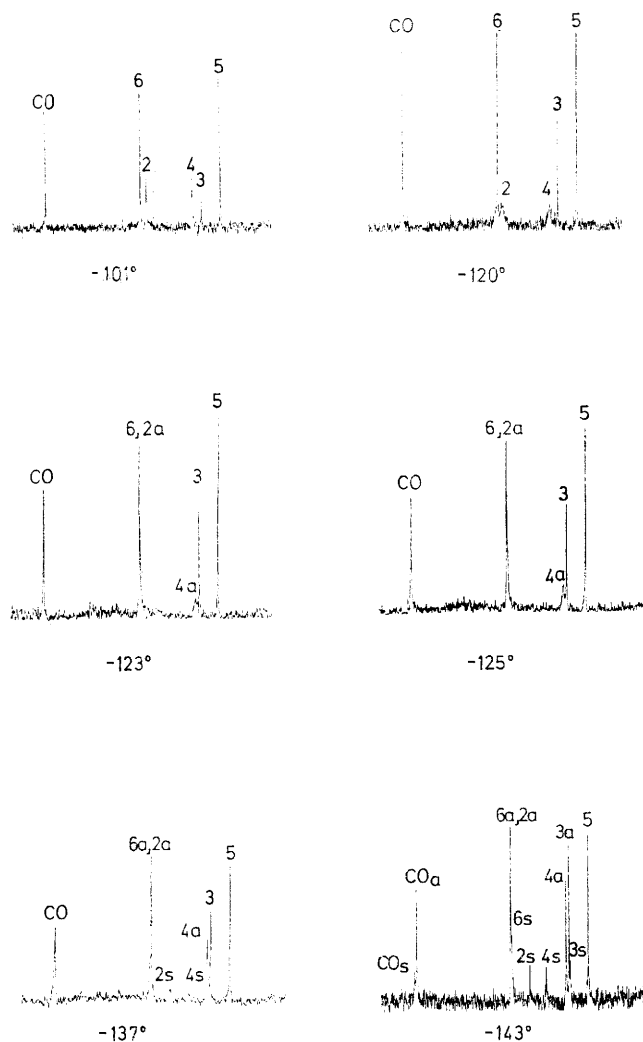 CO 6 2 4 3 5
-101°
CO 6 2 4 3 5
-120°
CO 6,2a 4a 3 5
-123°
CO 6,2a 4a 3 5
-125°
CO 6a,2a 2s 4s 4a 3 5
-137°
COs COa 6a,2a 6s 2s 4s 4a 3a 3s 5
-143°